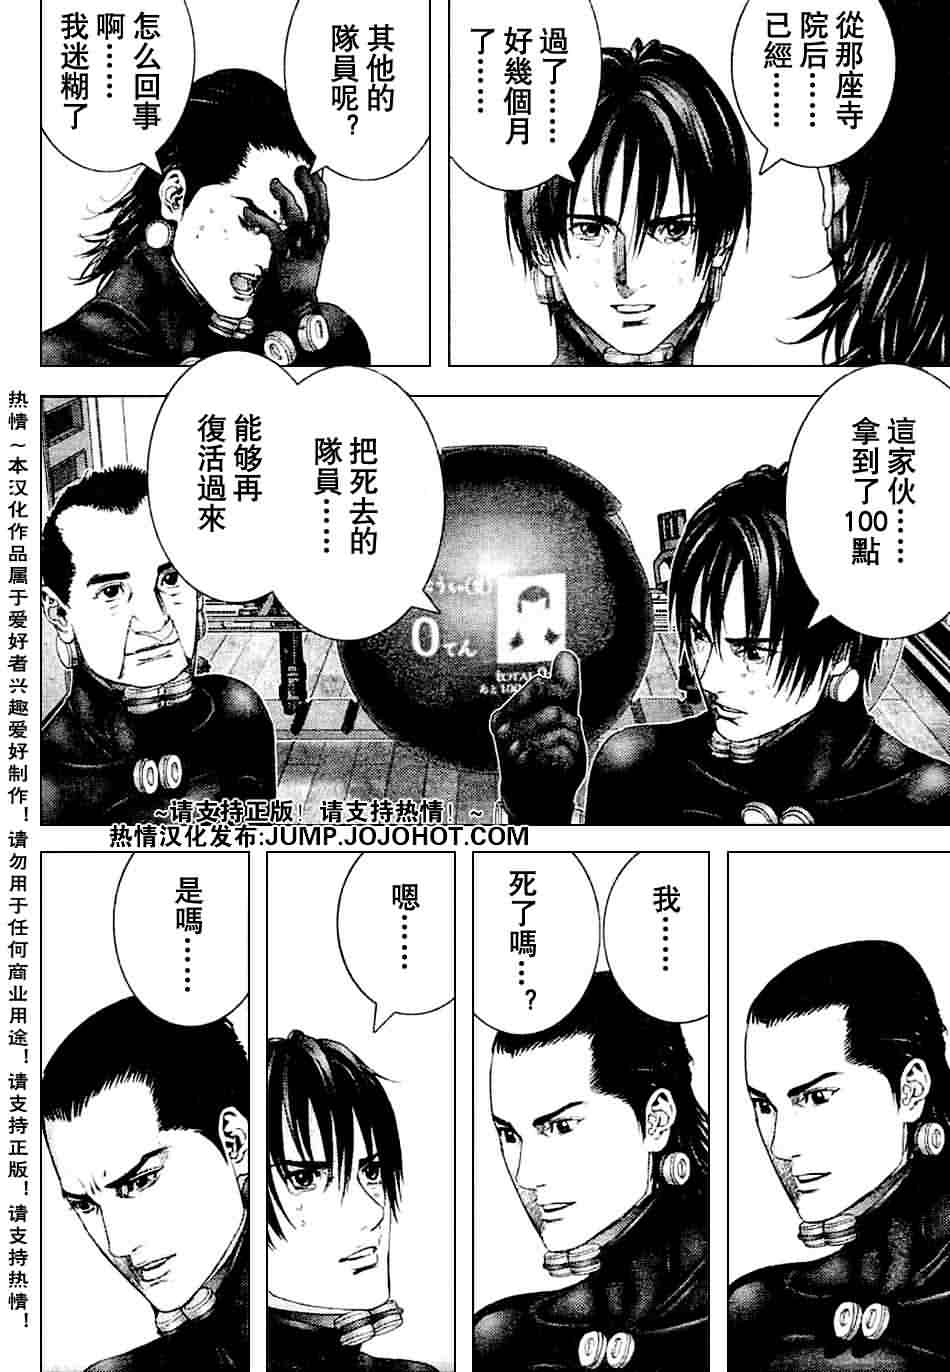 從那座寺
院后……
已經……
過了……
好幾個月
了……
其他的
隊員呢?
怎么回事
啊……
我迷糊了
這家伙……
拿到了
100
點
把死去的
隊員……
能够再
復活過來
0てん
~请支持正版! 请支持热情! ~
热情汉化发布:JUMP.JOJOHOT.COM
我……
死了嗎…?
嗯……
是嗎……
热情~本汉化作品属于爱好者兴趣爱好制作!请勿用于任何商业用途!请支持正版!请支持热情!